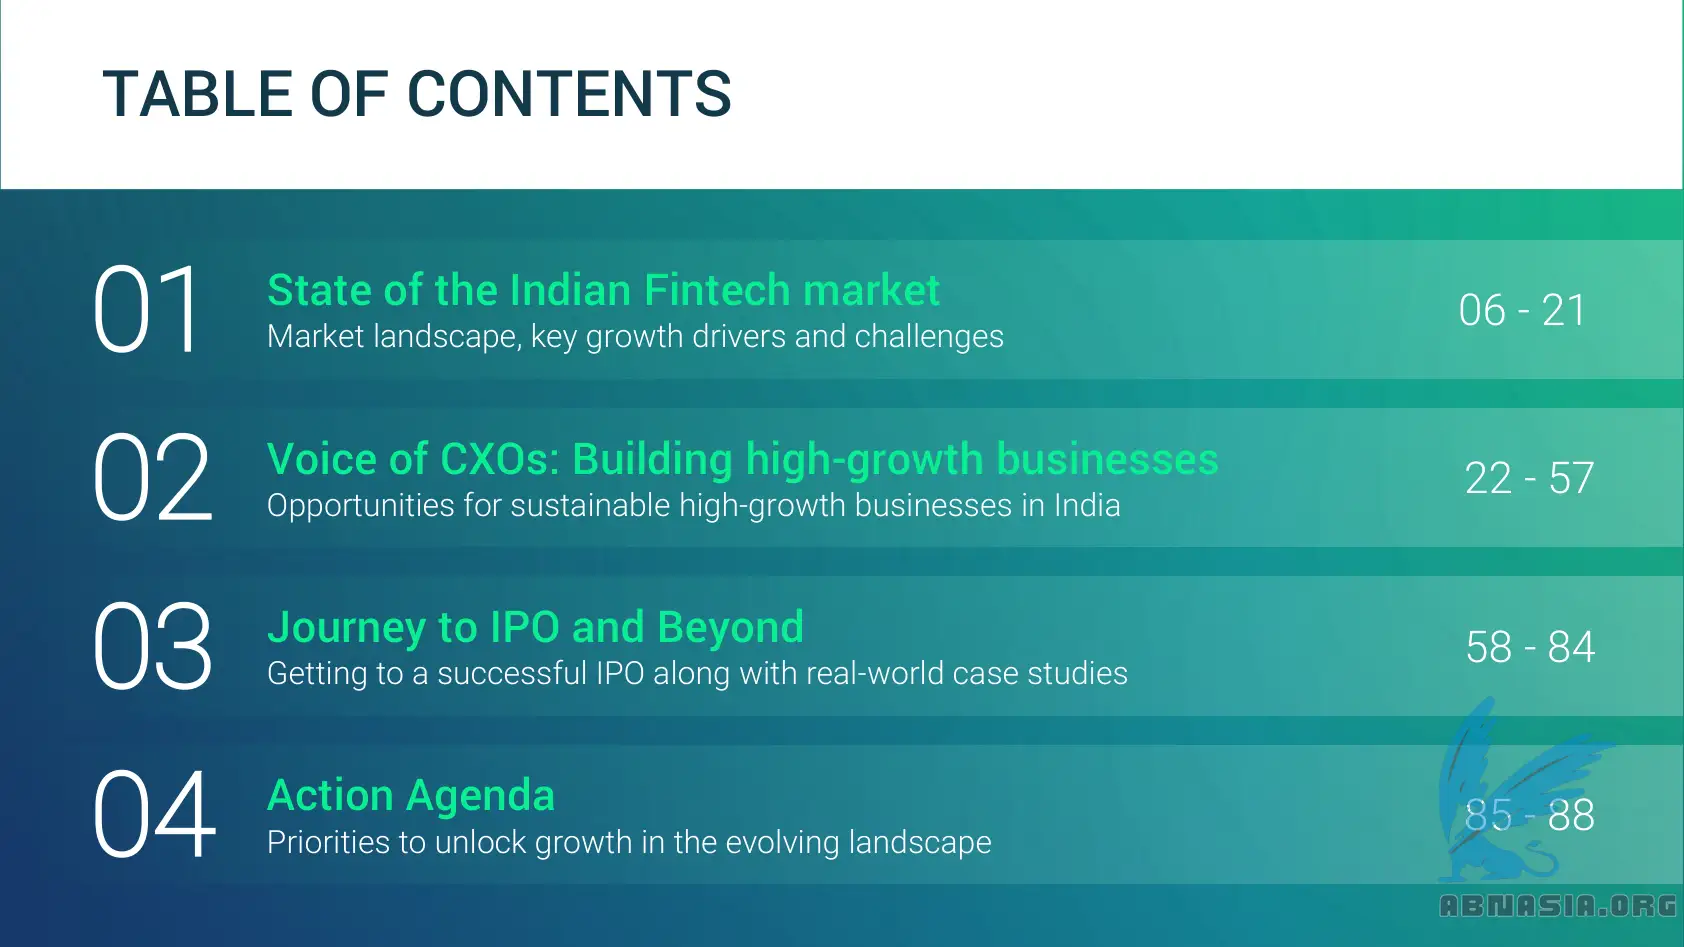 TABLE OF CONTENTS
01
State of the Indian Fintech market
Market landscape, key growth drivers and challenges
06 - 21
02
Voice of CXOs: Building high-growth businesses
Opportunities for sustainable high-growth businesses in India
22 - 57
03
Journey to IPO and Beyond
Getting to a successful IPO along with real-world case studies
58 - 84
04
Action Agenda
Priorities to unlock growth in the evolving landscape
85 - 88
ABNASIA.ORG